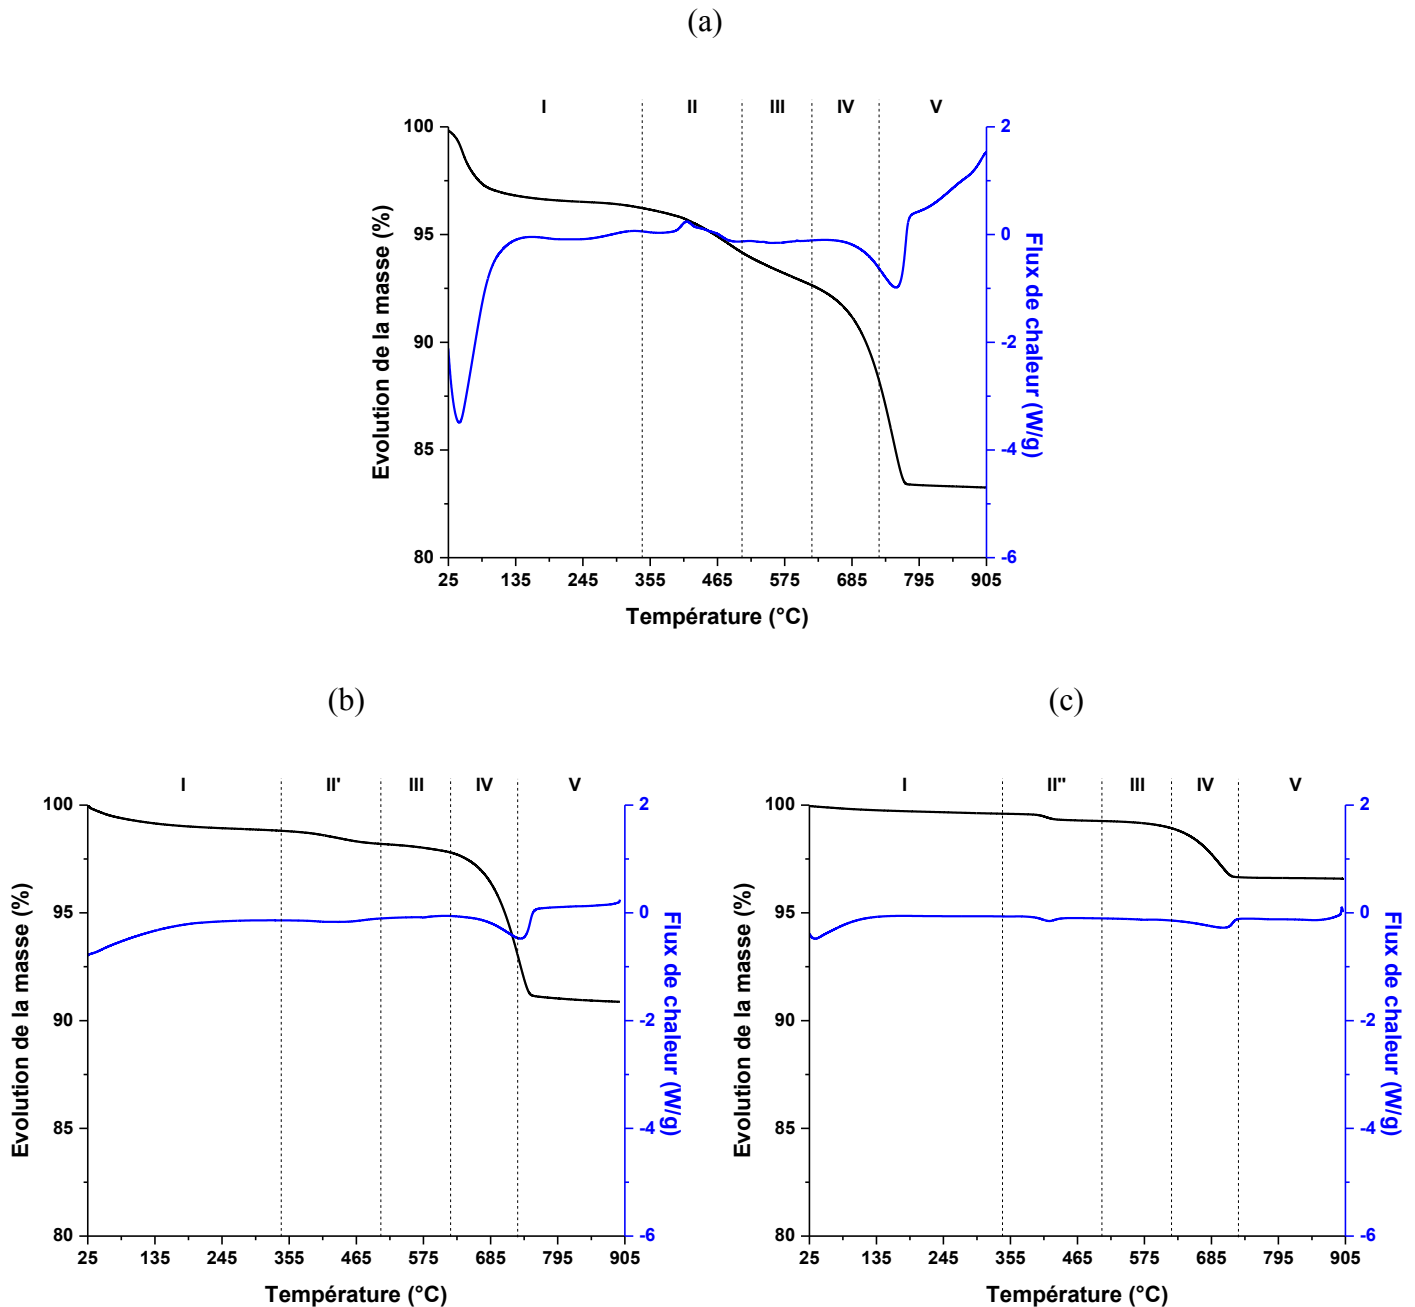 (a)
I II III IV V
100
95
90
85
80
2
0
-2
-4
-6
Evolution de la masse (%)
Flux de chaleur (W/g)
25 135 245 355 465 575 685 795 905
Température (°C)
(b)
I II' III IV V
100
95
90
85
80
2
0
-2
-4
-6
Evolution de la masse (%)
Flux de chaleur (W/g)
25 135 245 355 465 575 685 795 905
Température (°C)
(c)
I II" III IV V
100
95
90
85
80
2
0
-2
-4
-6
Evolution de la masse (%)
Flux de chaleur (W/g)
25 135 245 355 465 575 685 795 905
Température (°C)